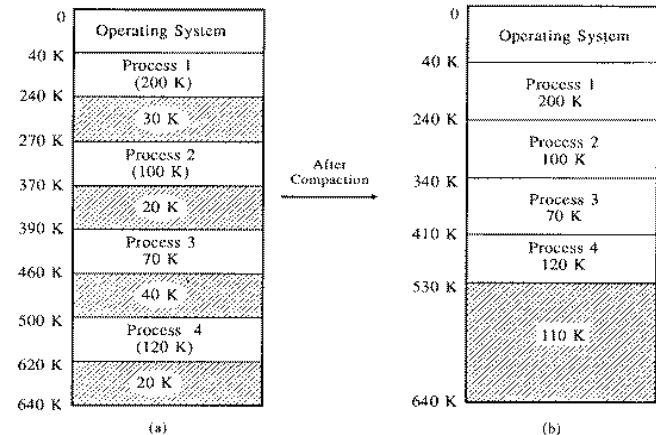 0
Operating System
40 K
Process 1
(200 K)
240 K
30 K
270 K
Process 2
(100 K)
370 K
20 K
390 K
Process 3
70 K
460 K
40 K
500 K
Process 4
(120 K)
620 K
20 K
640 K
(a)
After
Compaction
0
Operating System
40 K
Process 1
200 K
240 K
Process 2
100 K
340 K
Process 3
70 K
410 K
Process 4
120 K
530 K
110 K
640 K
(b)